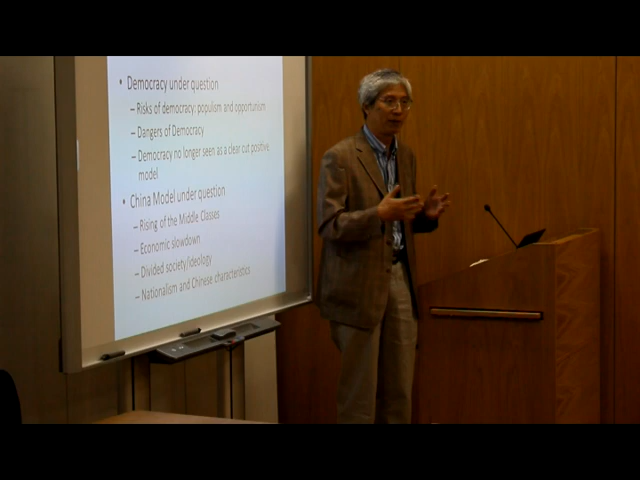 • Democracy under question
– Risks of democracy: populism and opportunism
– Dangers of Democracy
– Democracy no longer seen as a clear cut positive
model
• China Model under question
– Rising of the Middle Classes
– Economic slowdown
– Divided society/ideology
– Nationalism and Chinese characteristics